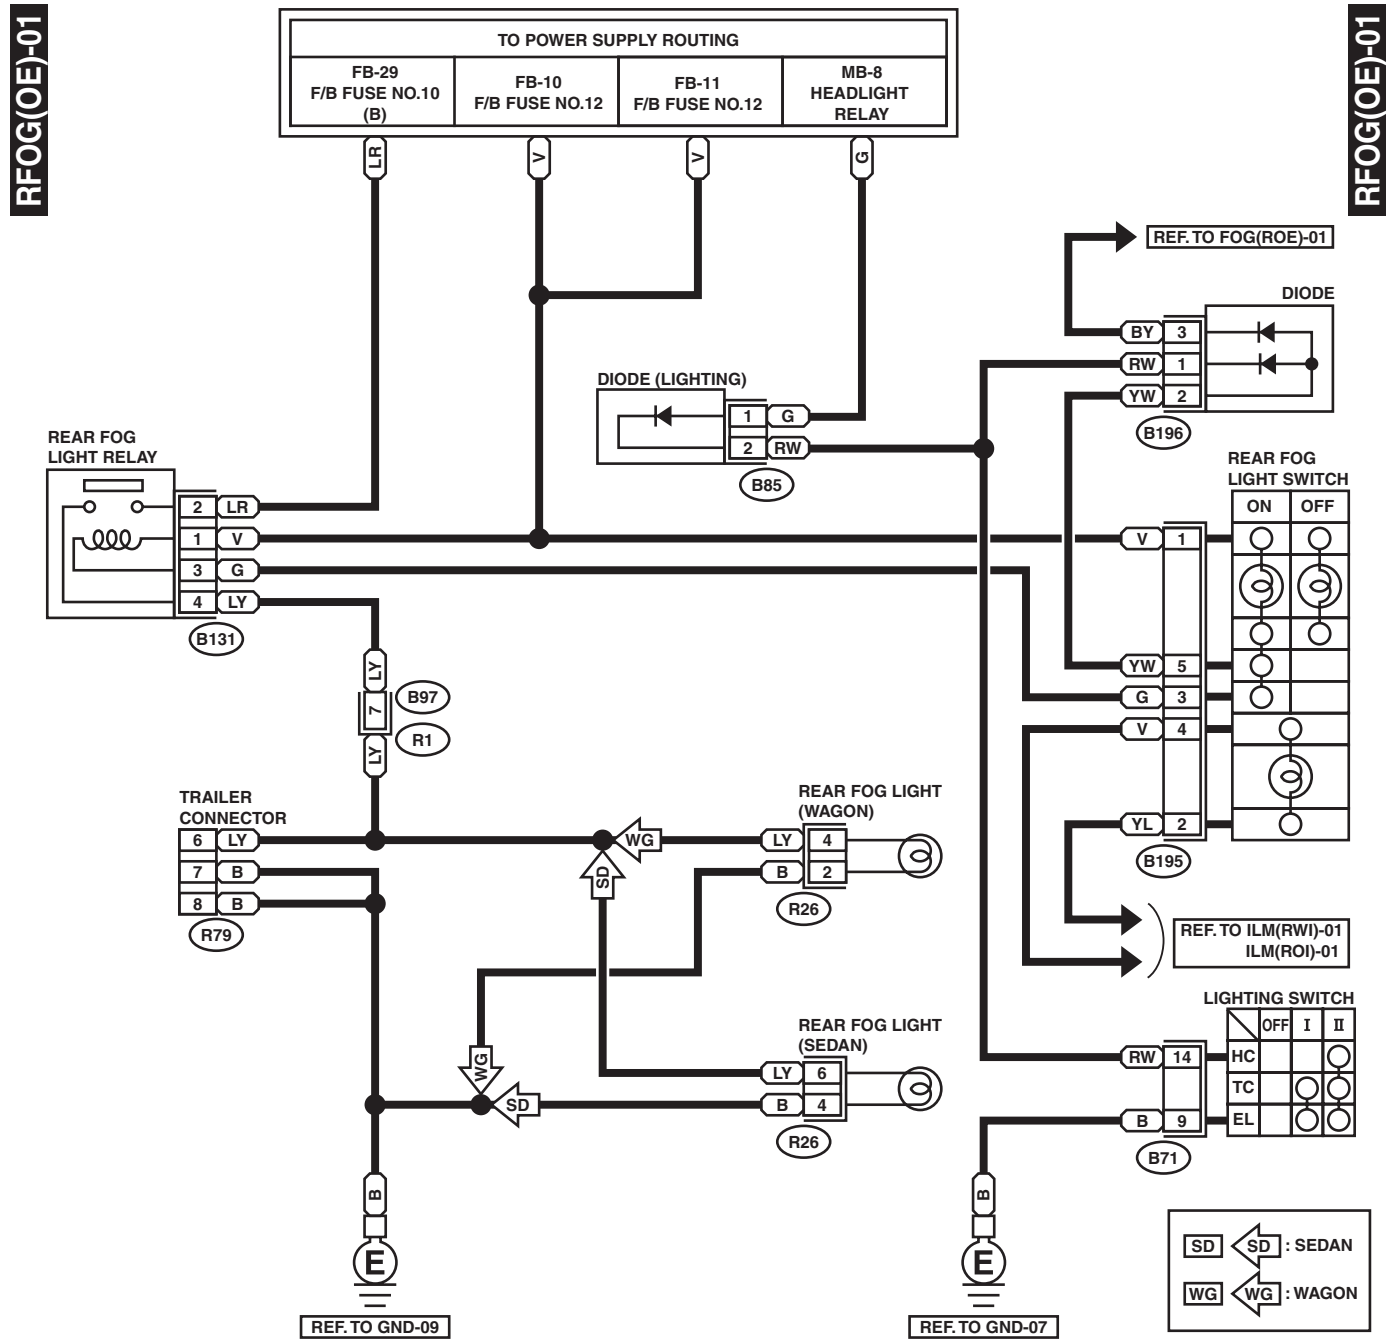 RFOG(OE)-01
RFOG(OE)-01
TO POWER SUPPLY ROUTING
FB-29
F/B FUSE NO.10
(B)
FB-10
F/B FUSE NO.12
FB-11
F/B FUSE NO.12
MB-8
HEADLIGHT
RELAY
LR
V
V
G
REF. TO FOG(ROE)-01
DIODE
BY 3
RW 1
YW 2
B196
DIODE (LIGHTING)
1 G
2 RW
B85
REAR FOG
LIGHT RELAY
2 LR
1 V
3 G
4 LY
B131
REAR FOG
LIGHT SWITCH
ON OFF
V 1
YW 5
G 3
V 4
YL 2
B195
LY
7
B97
R1
LY
TRAILER
CONNECTOR
6 LY
7 B
8 B
R79
REAR FOG LIGHT
(WAGON)
WG
LY 4
B 2
R26
SD
REF. TO ILM(RWI)-01
ILM(ROI)-01
LIGHTING SWITCH
OFF I II
RW 14 HC
TC
B 9 EL
B71
REAR FOG LIGHT
(SEDAN)
LY 6
B 4
R26
WG
SD
B
E
REF. TO GND-09
B
E
REF. TO GND-07
SD SD : SEDAN
WG WG : WAGON